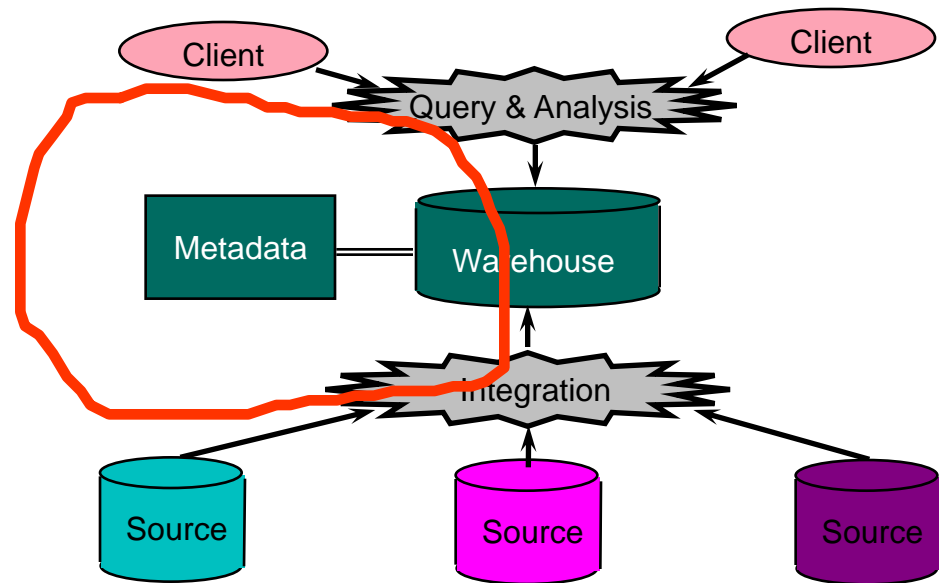 Client
Client
Query & Analysis
Metadata
Warehouse
Integration
Source
Source
Source